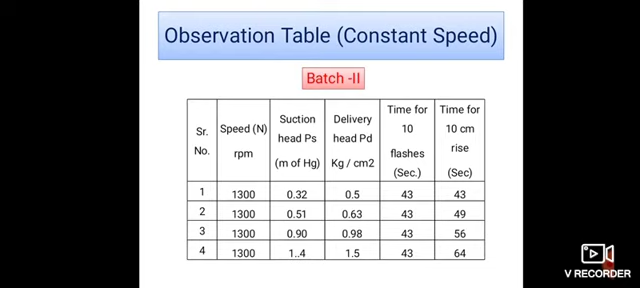 Observation Table (Constant Speed)
Batch -II
Sr. No. | Speed (N) rpm | Suction head Ps (m of Hg) | Delivery head Pd Kg / cm2 | Time for 10 flashes (Sec.) | Time for 10 cm rise (Sec)
1 | 1300 | 0.32 | 0.5 | 43 | 43
2 | 1300 | 0.51 | 0.63 | 43 | 49
3 | 1300 | 0.90 | 0.98 | 43 | 56
4 | 1300 | 1..4 | 1.5 | 43 | 64
V RECORDER